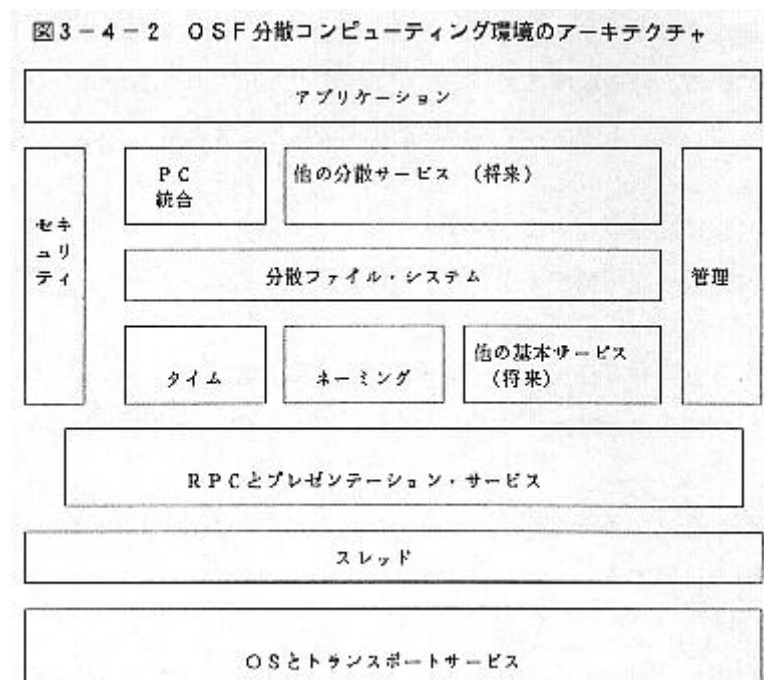 図3-4-2 OSF分散コンピューティング環境のアーキテクチャ
アプリケーション
セキ
ュリ
ティ
PC
統合
他の分散サービス (将来)
分散ファイル・システム
管理
タイム
ネーミング
他の基本サービス
(将来)
RPCとプレゼンテーション・サービス
スレッド
OSとトランスポートサービス